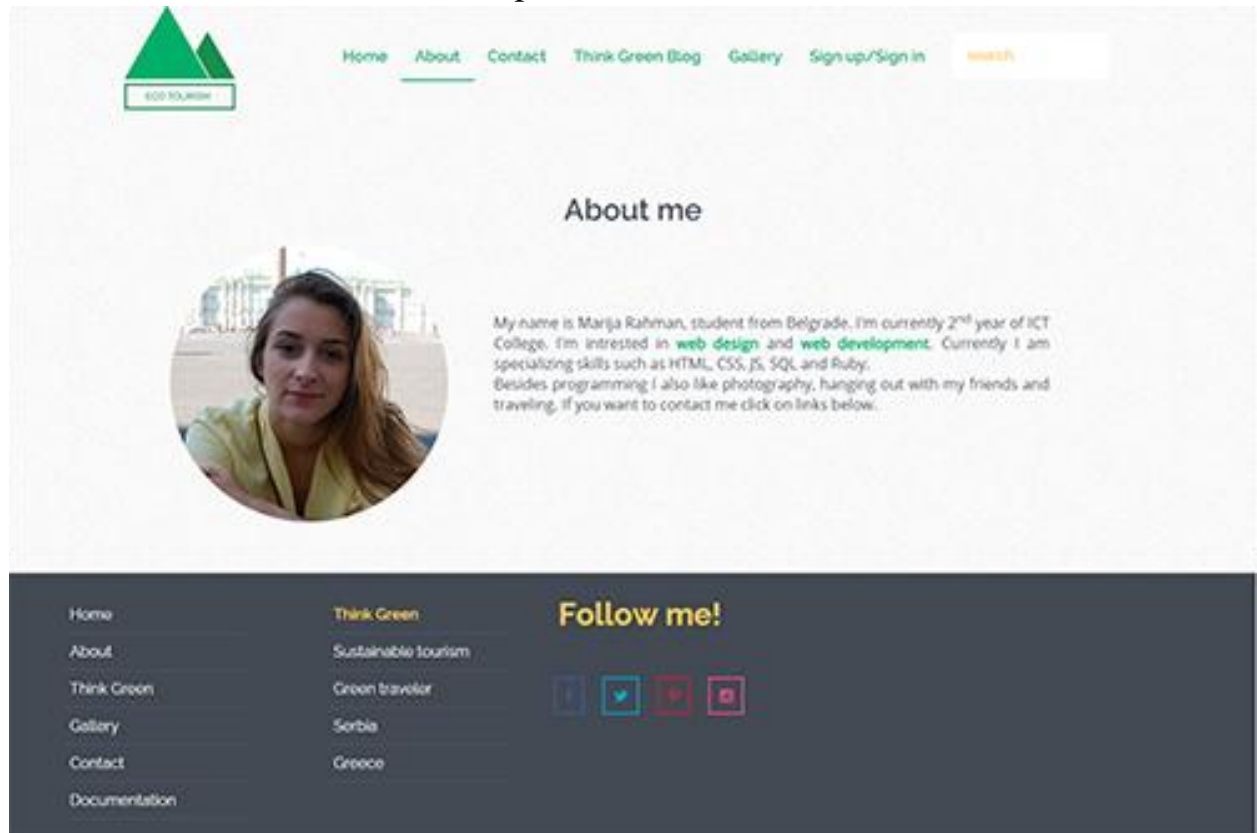 Home About Contact Think Green Blog Gallery Sign up/Sign in search
ECO TOURISM
About me
My name is Marija Rahman, student from Belgrade. I'm currently 2nd year of ICT
College. I'm intrested in web design and web development. Currently I am
specializing skills such as HTML, CSS, JS, SQL and Ruby.
Besides programming I also like photography, hanging out with my friends and
traveling. If you want to contact me click on links below.
Home
About
Think Green
Gallery
Contact
Documentation
Think Green
Sustainable tourism
Green traveler
Serbia
Greece
Follow me!